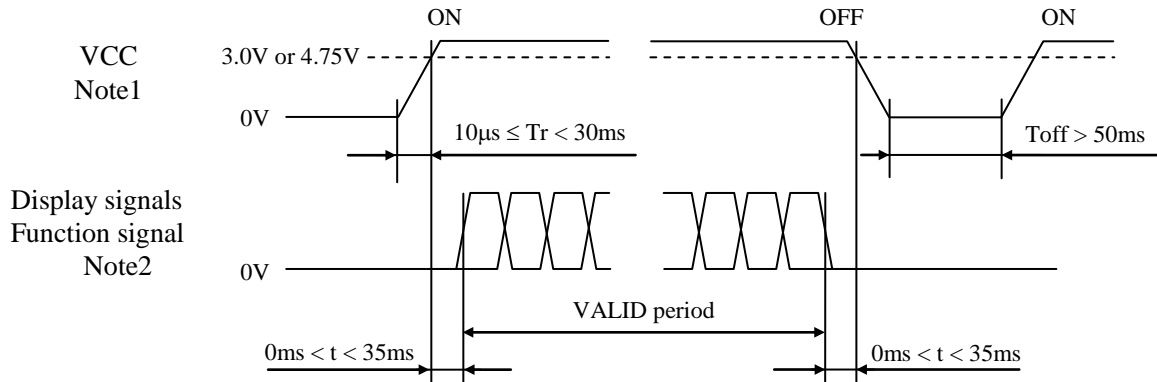 ON OFF ON
VCC
Note1
3.0V or 4.75V
0V
10µs ≤ Tr < 30ms
Toff > 50ms
Display signals
Function signal
Note2
0V
VALID period
0ms < t < 35ms
0ms < t < 35ms